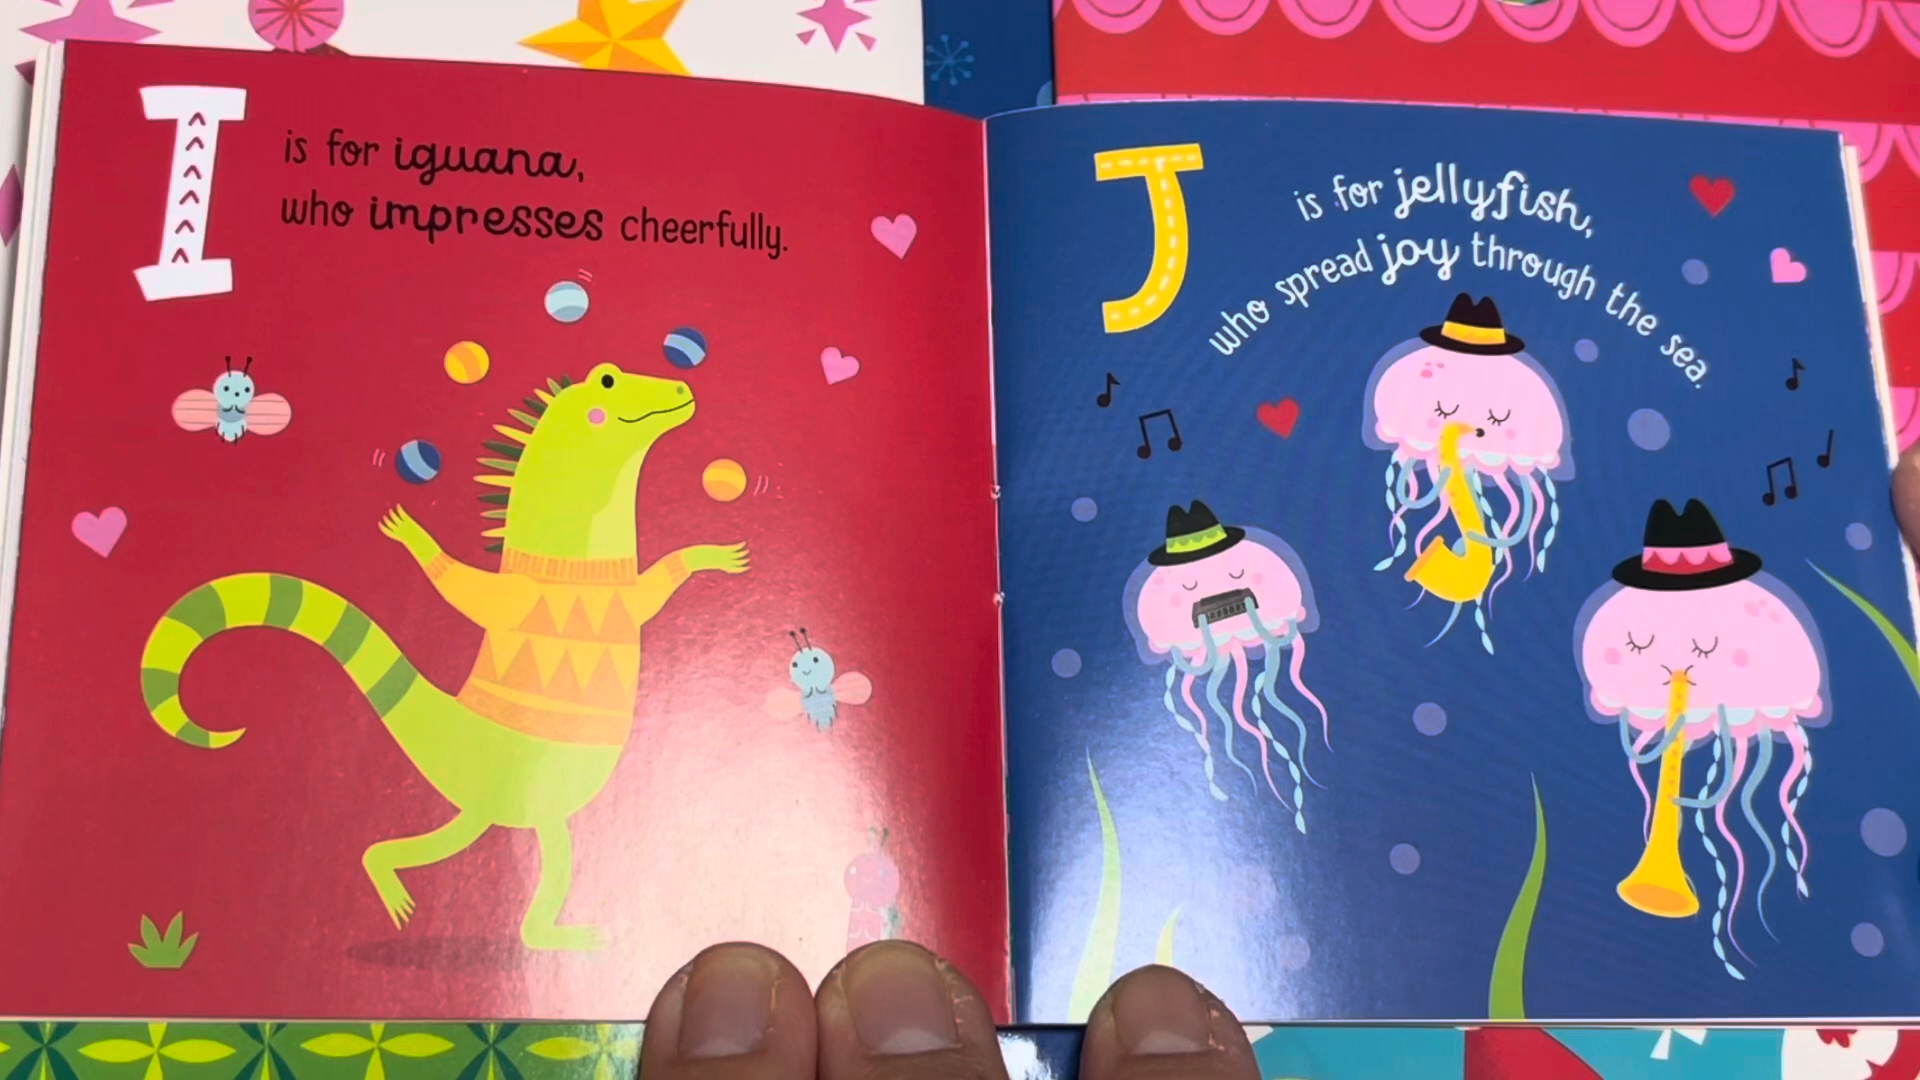 I is for iguana,
who impresses cheerfully.
J is for jellyfish,
who spread joy through the sea.